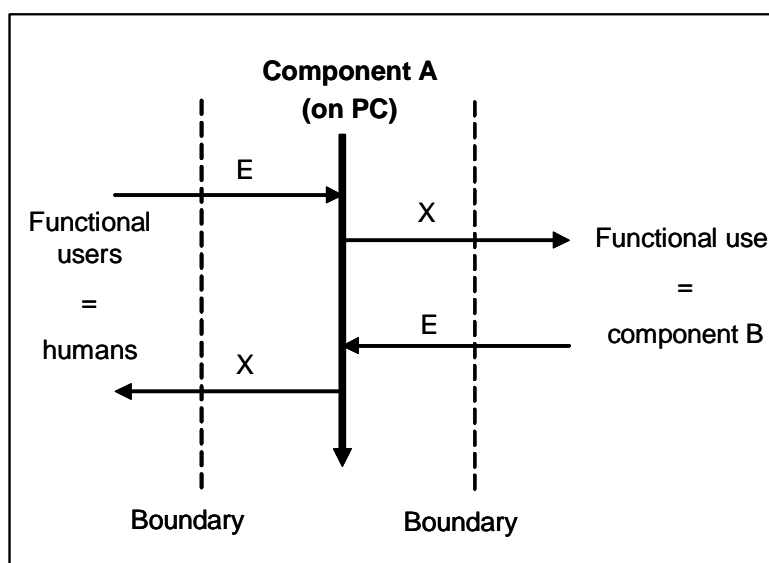 Component A
(on PC)
E
X
Functional
users
=
humans
Functional use
=
component B
E
X
Boundary
Boundary